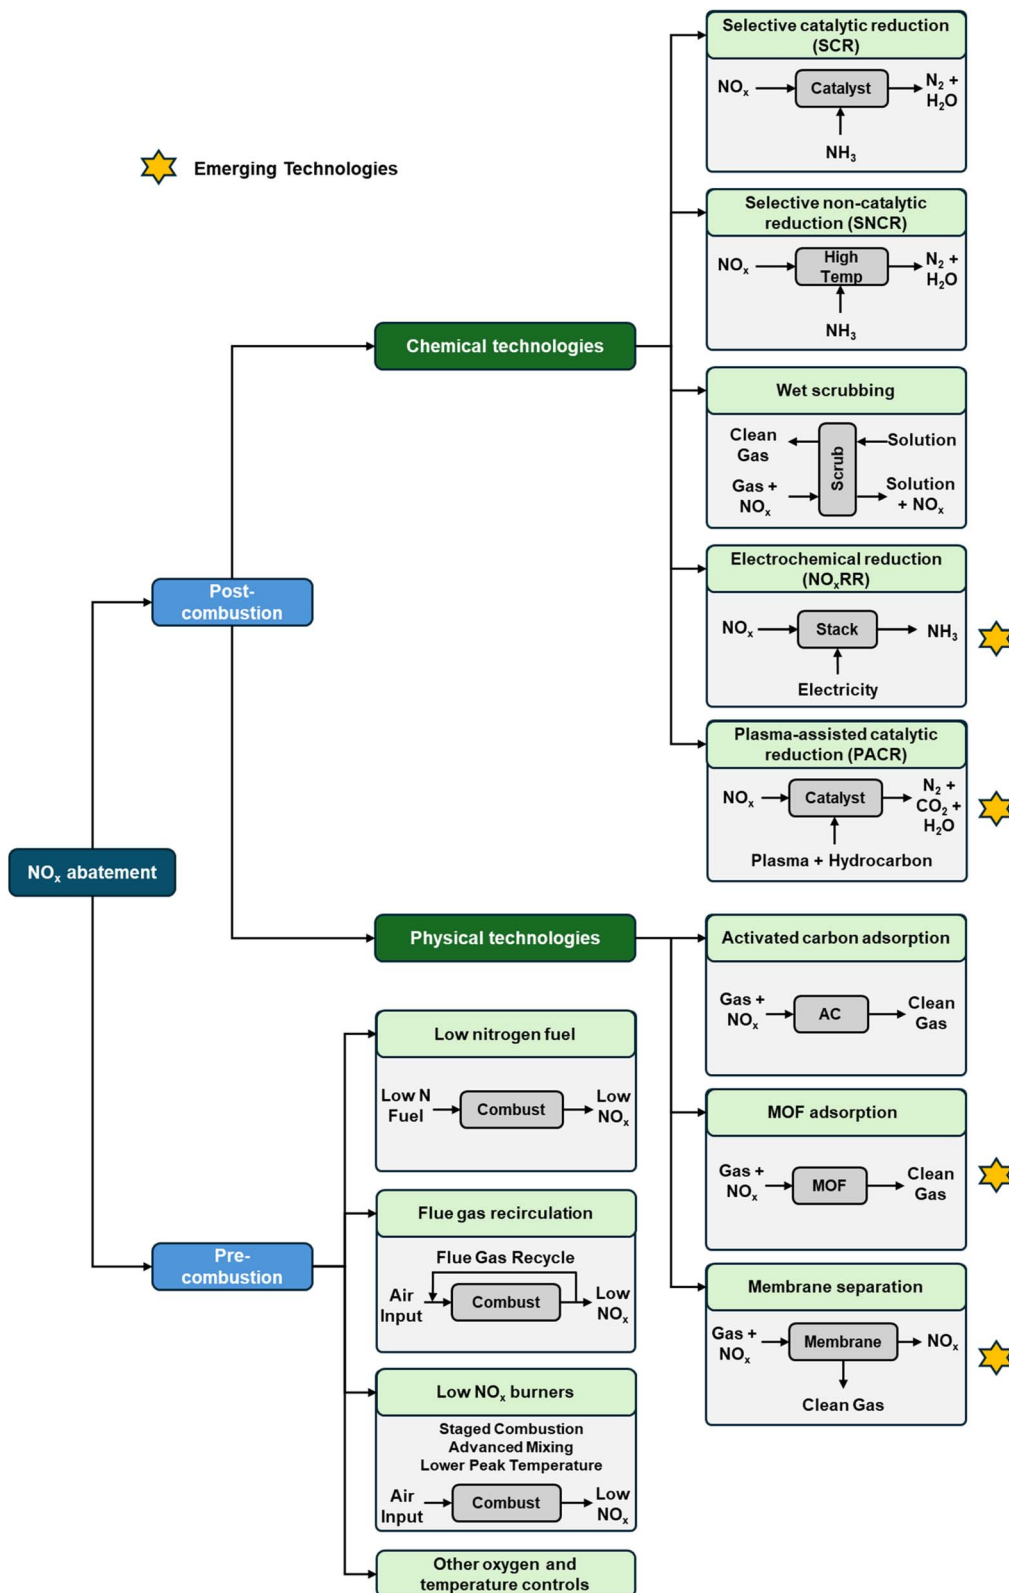 Emerging Technologies
NOₓ abatement
Post-
combustion
Pre-
combustion
Chemical technologies
Physical technologies
Selective catalytic reduction
(SCR)
NOₓ
Catalyst
N₂ +
H₂O
NH₃
Selective non-catalytic
reduction (SNCR)
NOₓ
High
Temp
N₂ +
H₂O
NH₃
Wet scrubbing
Clean
Gas
Scrub
Solution
Gas +
NOₓ
Solution
+ NOₓ
Electrochemical reduction
(NOₓRR)
NOₓ
Stack
NH₃
Electricity
Plasma-assisted catalytic
reduction (PACR)
NOₓ
Catalyst
N₂ +
CO₂ +
H₂O
Plasma + Hydrocarbon
Activated carbon adsorption
Gas +
NOₓ
AC
Clean
Gas
MOF adsorption
Gas +
NOₓ
MOF
Clean
Gas
Membrane separation
Gas +
NOₓ
Membrane
NOₓ
Clean Gas
Low nitrogen fuel
Low N
Fuel
Combust
Low
NOₓ
Flue gas recirculation
Flue Gas Recycle
Air
Input
Combust
Low
NOₓ
Low NOₓ burners
Staged Combustion
Advanced Mixing
Lower Peak Temperature
Air
Input
Combust
Low
NOₓ
Other oxygen and
temperature controls